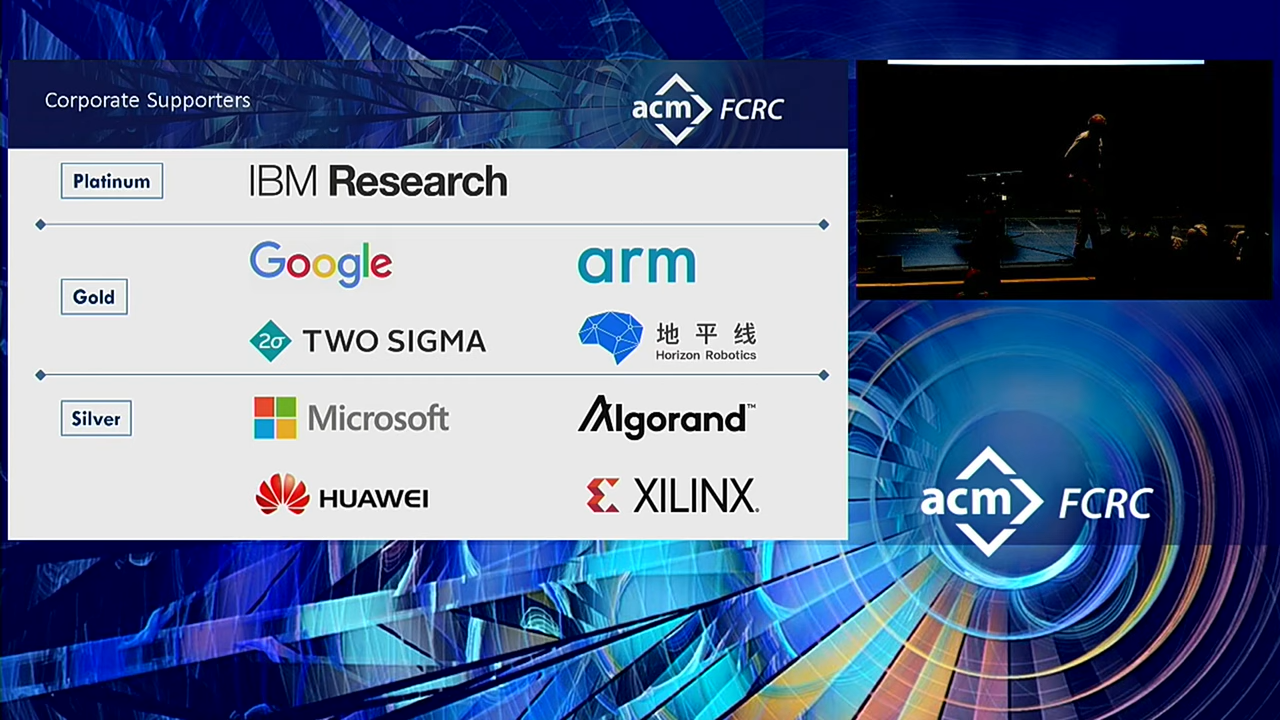 Corporate Supporters
acm FCRC
Platinum
IBM Research
Gold
Google
arm
2σ TWO SIGMA
地平线
Horizon Robotics
Silver
Microsoft
Algorand™
HUAWEI
XILINX®
acm FCRC